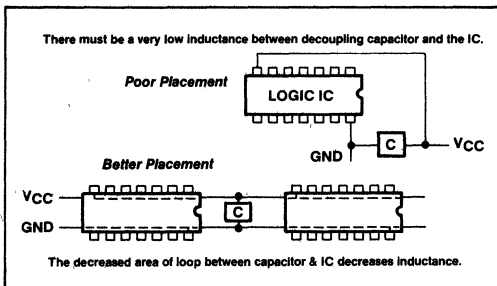 There must be a very low inductance between decoupling capacitor and the IC.
Poor Placement
LOGIC IC
C
VCC
GND
Better Placement
VCC
C
GND
The decreased area of loop between capacitor & IC decreases inductance.